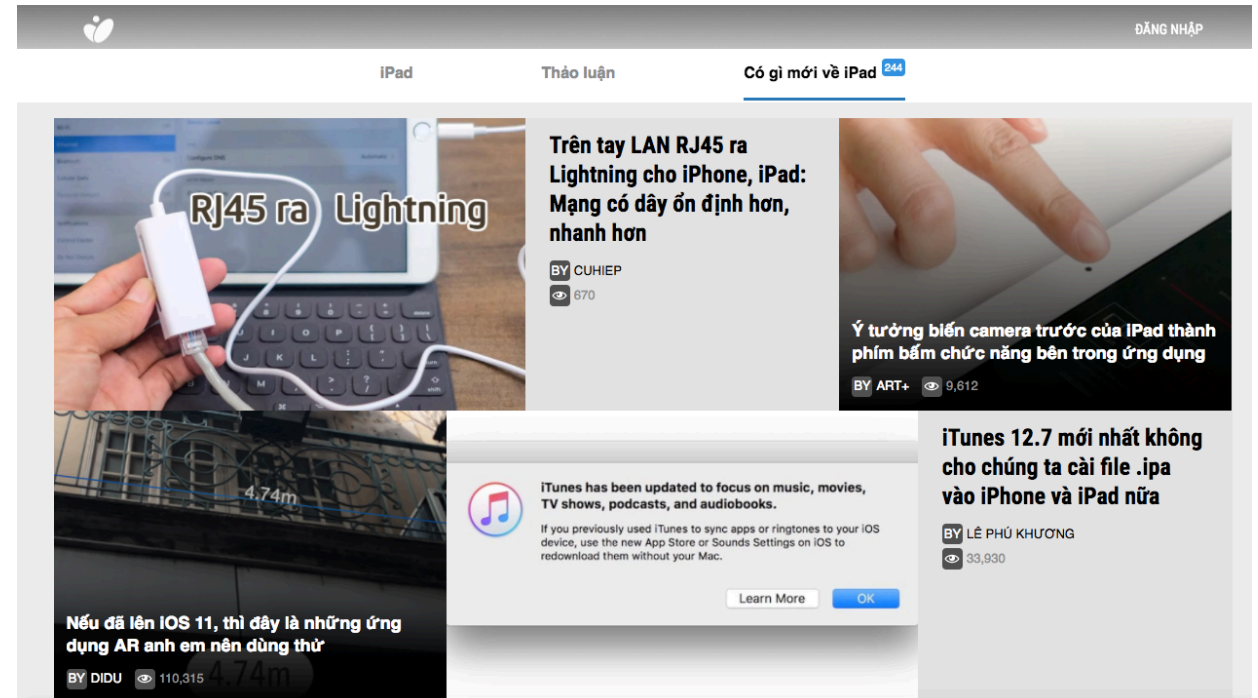 ĐĂNG NHẬP
iPad
Thảo luận
Có gì mới về iPad 244
RJ45 ra Lightning
Trên tay LAN RJ45 ra
Lightning cho iPhone, iPad:
Mạng có dây ổn định hơn,
nhanh hơn
BY CUHIEP
670
Ý tưởng biến camera trước của iPad thành
phím bấm chức năng bên trong ứng dụng
BY ART+ 9,612
4.74m
Nếu đã lên iOS 11, thì đây là những ứng
dụng AR anh em nên dùng thử
BY DIDU 110,315
4.74m
iTunes has been updated to focus on music, movies,
TV shows, podcasts, and audiobooks.
If you previously used iTunes to sync apps or ringtones to your iOS
device, use the new App Store or Sounds Settings on iOS to
redownload them without your Mac.
Learn More
OK
iTunes 12.7 mới nhất không
cho chúng ta cài file .ipa
vào iPhone và iPad nữa
BY LÊ PHÚ KHƯƠNG
33,930